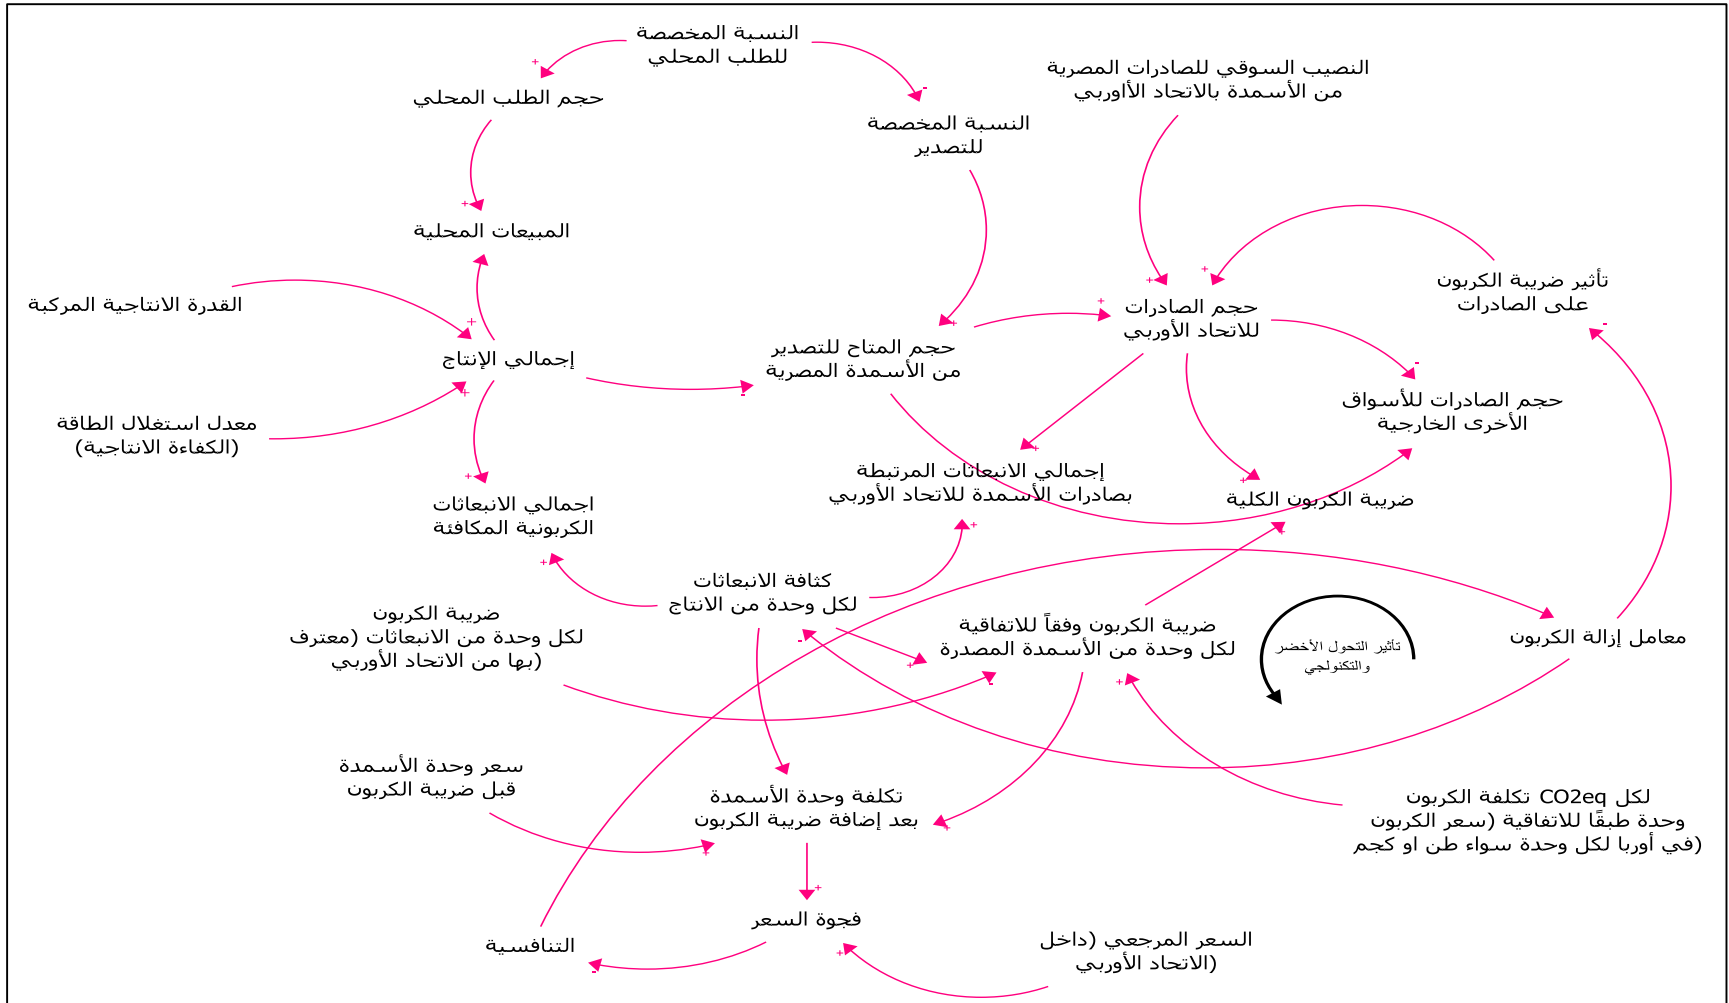 النسبة المخصصة
للطلب المحلي
النصيب السوقي للصادرات المصرية
من الأسمدة بالاتحاد الأاوربي
حجم الطلب المحلي
النسبة المخصصة
للتصدير
المبيعات المحلية
تأثير ضريبة الكربون
على الصادرات
حجم الصادرات
للاتحاد الأوربي
القدرة الانتاجية المركبة
إجمالي الإنتاج
حجم المتاح للتصدير
من الأسمدة المصرية
حجم الصادرات للأسواق
الأخرى الخارجية
معدل استغلال الطاقة
(الكفاءة الانتاجية)
إجمالي الانبعاثات المرتبطة
بصادرات الأسمدة للاتحاد الأوربي
ضريبة الكربون الكلية
اجمالي الانبعاثات
الكربونية المكافئة
كثافة الانبعاثات
لكل وحدة من الانتاج
ضريبة الكربون
لكل وحدة من الانبعاثات (معترف
بها من الاتحاد الأوربي)
ضريبة الكربون وفقاً للاتفاقية
لكل وحدة من الأسمدة المصدرة
تأثير التحول الأخضر
والتكنولجي
معامل إزالة الكربون
سعر وحدة الأسمدة
قبل ضريبة الكربون
تكلفة وحدة الأسمدة
بعد إضافة ضريبة الكربون
لكل CO2eq تكلفة الكربون
وحدة طبقًا للاتفاقية (سعر الكربون
في أوربا لكل وحدة سواء طن او كجم)
فجوة السعر
التنافسية
السعر المرجعي (داخل
الاتحاد الأوربي)